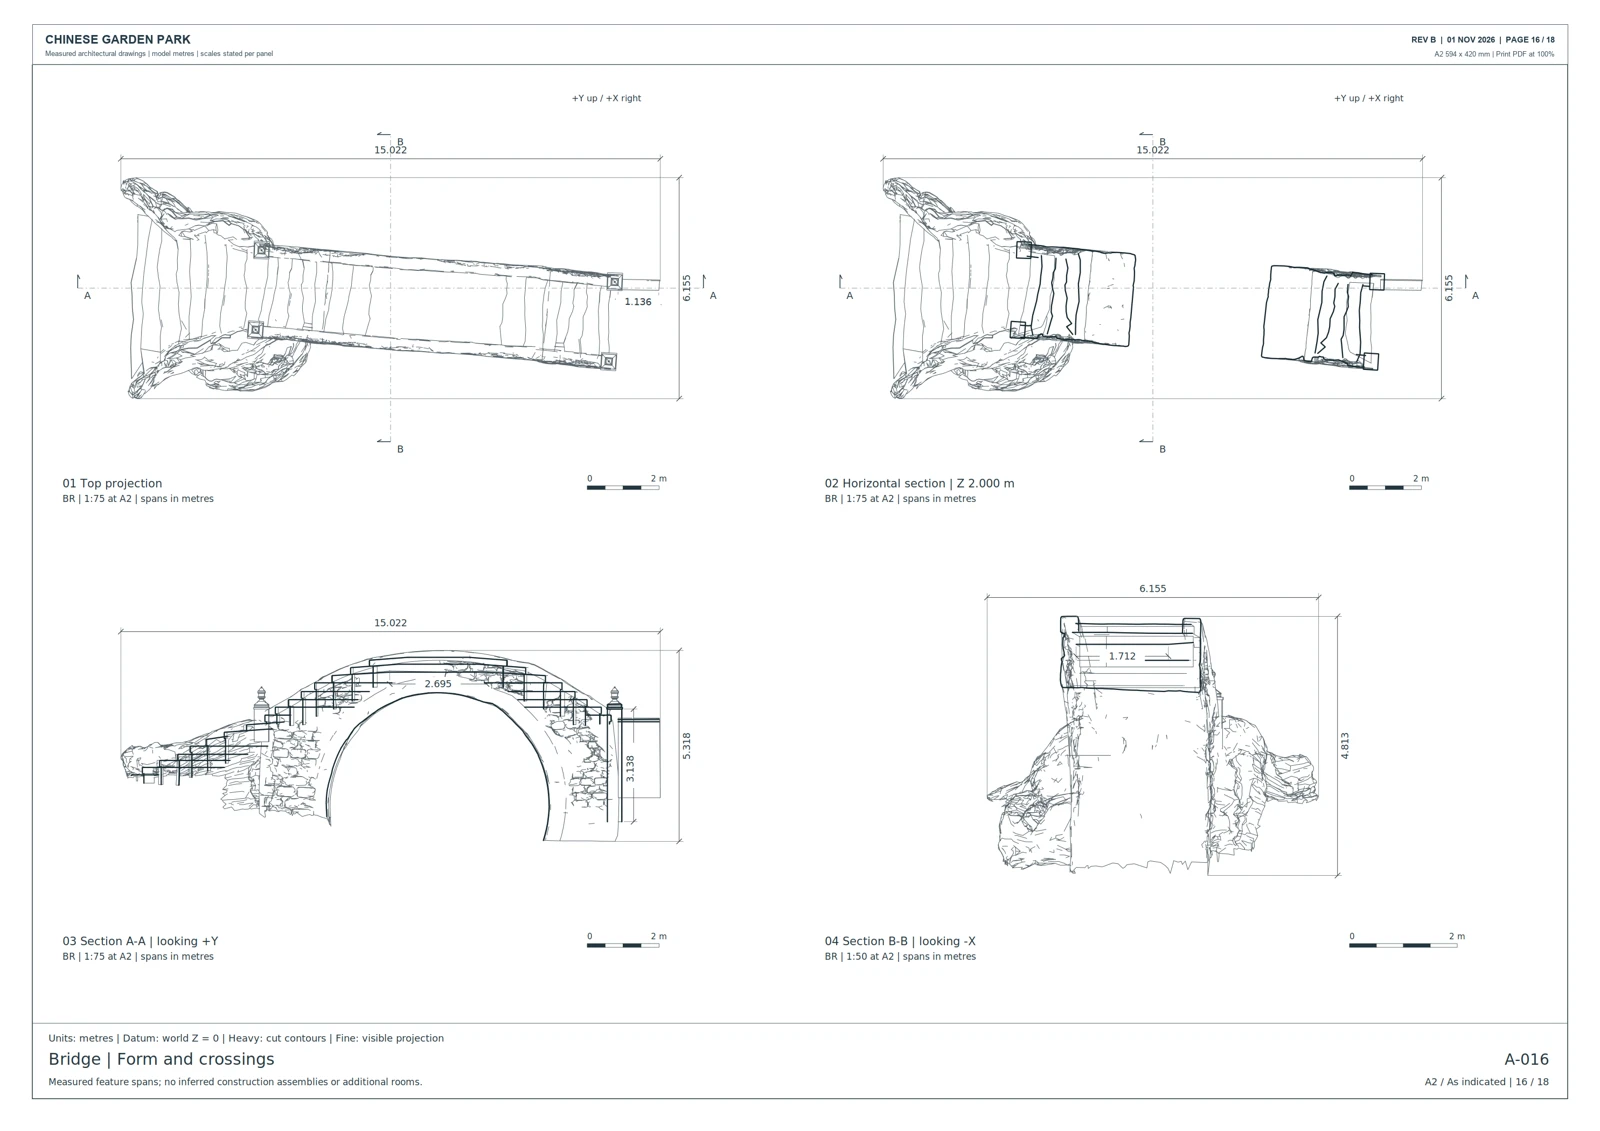 CHINESE GARDEN PARK
Measured architectural drawings | model metres | scales stated per panel
REV B | 01 NOV 2026 | PAGE 16 / 18
A2 594 x 420 mm | Print PDF at 100%
+Y up / +X right
B
15.022
A
A
1.136
6.155
B
01 Top projection
BR | 1:75 at A2 | spans in metres
0 2 m
+Y up / +X right
B
15.022
A
A
6.155
B
02 Horizontal section | Z 2.000 m
BR | 1:75 at A2 | spans in metres
0 2 m
15.022
2.695
3.138
5.318
03 Section A-A | looking +Y
BR | 1:75 at A2 | spans in metres
0 2 m
6.155
1.712
4.813
04 Section B-B | looking -X
BR | 1:50 at A2 | spans in metres
0 2 m
Units: metres | Datum: world Z = 0 | Heavy: cut contours | Fine: visible projection
Bridge | Form and crossings
Measured feature spans; no inferred construction assemblies or additional rooms.
A-016
A2 / As indicated | 16 / 18